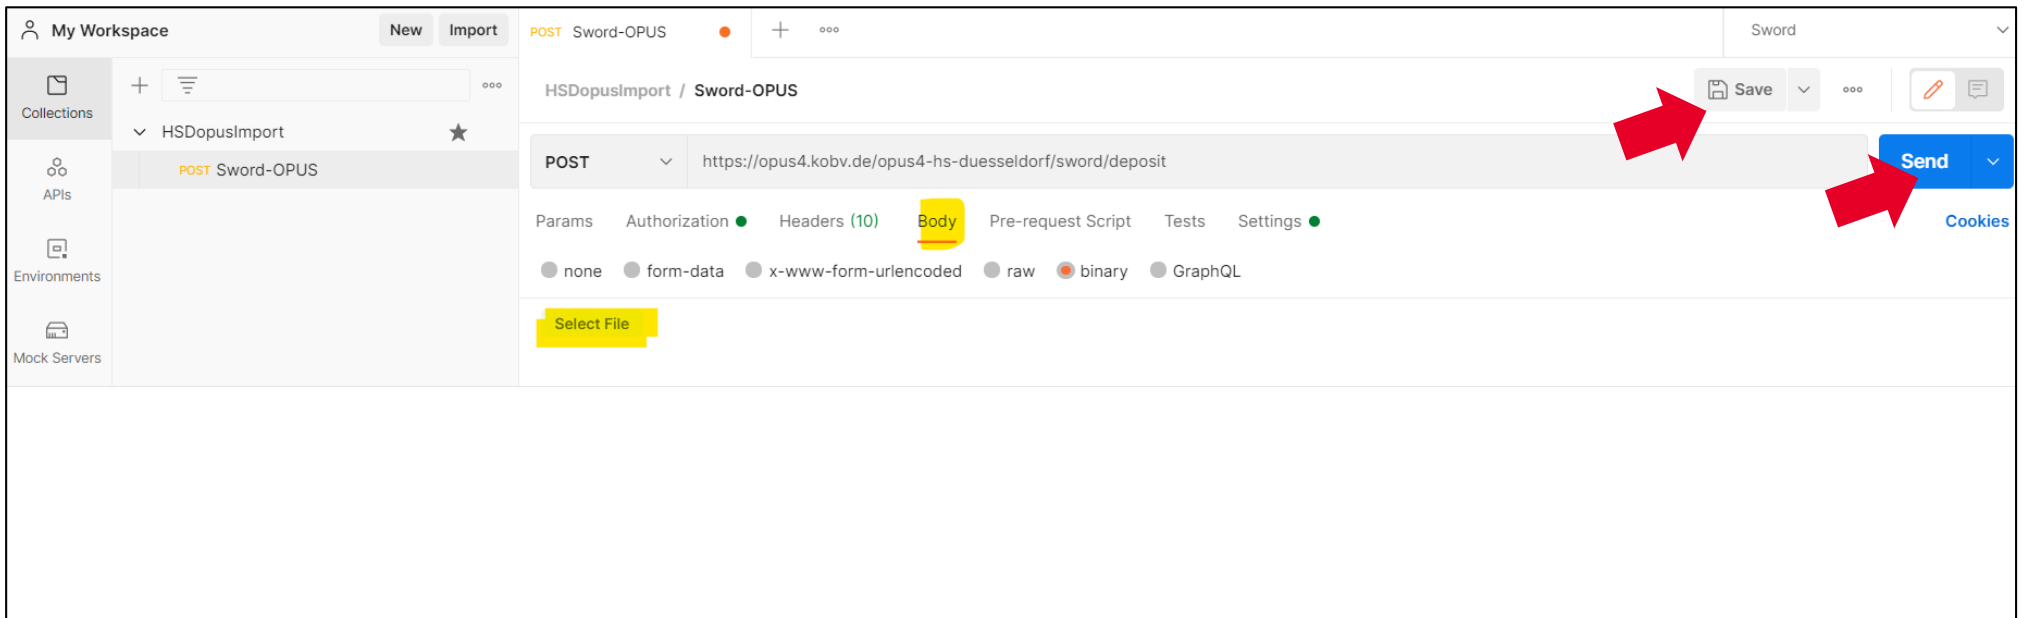 My Workspace
New
Import
POST Sword-OPUS
Sword
Collections
HSDopusImport / Sword-OPUS
Save
HSDopusImport
POST Sword-OPUS
POST
https://opus4.kobv.de/opus4-hs-duesseldorf/sword/deposit
Send
APIs
Params Authorization Headers (10) Body Pre-request Script Tests Settings
Cookies
Environments
none form-data x-www-form-urlencoded raw binary GraphQL
Select File
Mock Servers